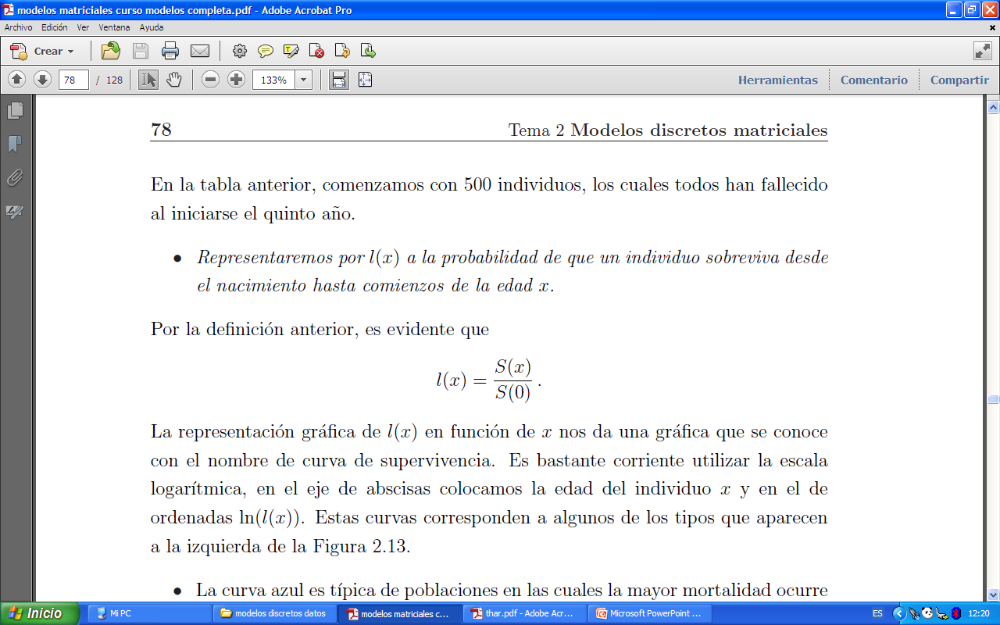 modelos matriciales curso modelos completa.pdf - Adobe Acrobat Pro
Archivo Edición Ver Ventana Ayuda
Crear
78 / 128 133% Herramientas Comentario Compartir
78 Tema 2 Modelos discretos matriciales
En la tabla anterior, comenzamos con 500 individuos, los cuales todos han fallecido
al iniciarse el quinto año.
• Representaremos por l(x) a la probabilidad de que un individuo sobreviva desde
el nacimiento hasta comienzos de la edad x.
Por la definición anterior, es evidente que
l(x) = S(x)/S(0) .
La representación gráfica de l(x) en función de x nos da una gráfica que se conoce
con el nombre de curva de supervivencia. Es bastante corriente utilizar la escala
logarítmica, en el eje de abscisas colocamos la edad del individuo x y en el de
ordenadas ln(l(x)). Estas curvas corresponden a algunos de los tipos que aparecen
a la izquierda de la Figura 2.13.
• La curva azul es típica de poblaciones en las cuales la mayor mortalidad ocurre
Inicio Mi PC modelos discretos datos modelos matriciales c... thar.pdf - Adobe Acr... Microsoft PowerPoint ... ES 12:20